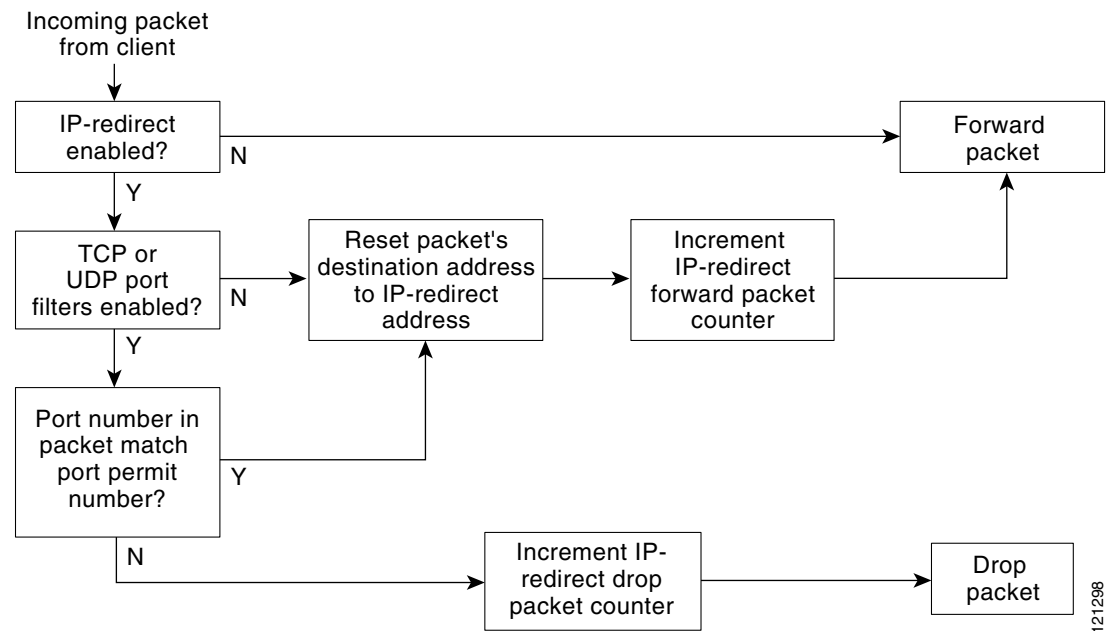 Incoming packet
from client
IP-redirect
enabled?
N
Forward
packet
Y
TCP or
UDP port
filters enabled?
N
Reset packet's
destination address
to IP-redirect
address
Increment
IP-redirect
forward packet
counter
Y
Port number in
packet match
port permit
number?
Y
N
Increment IP-
redirect drop
packet counter
Drop
packet
121298